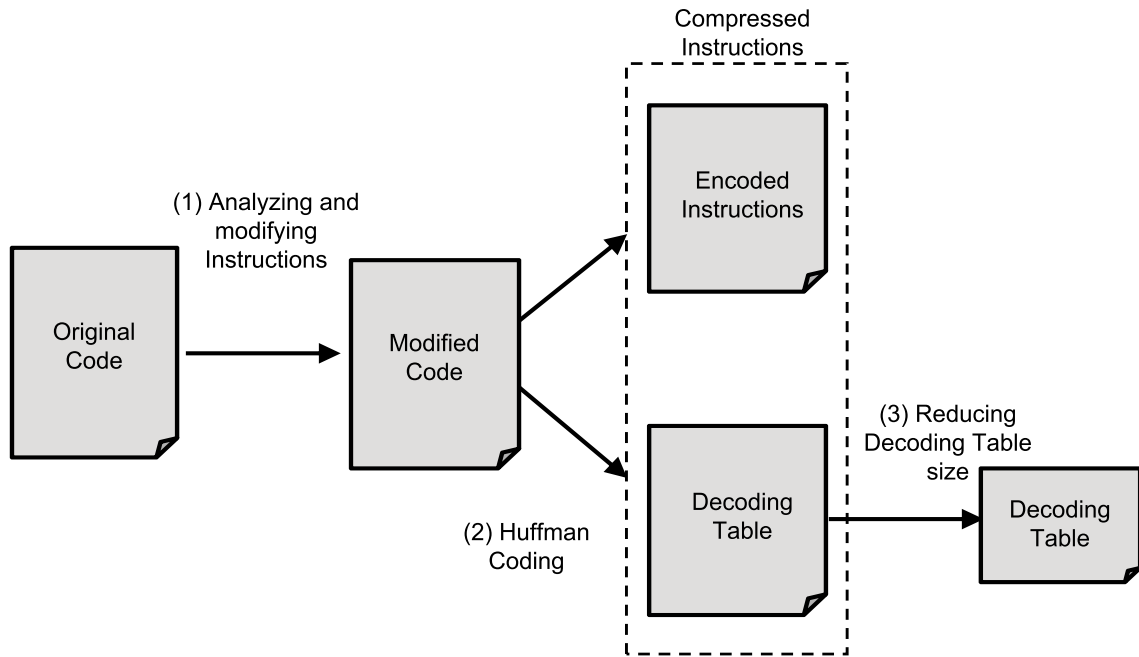 Compressed
Instructions
Encoded
Instructions
(1) Analyzing and
modifying
Instructions
Original
Code
Modified
Code
(2) Huffman
Coding
Decoding
Table
(3) Reducing
Decoding Table
size
Decoding
Table